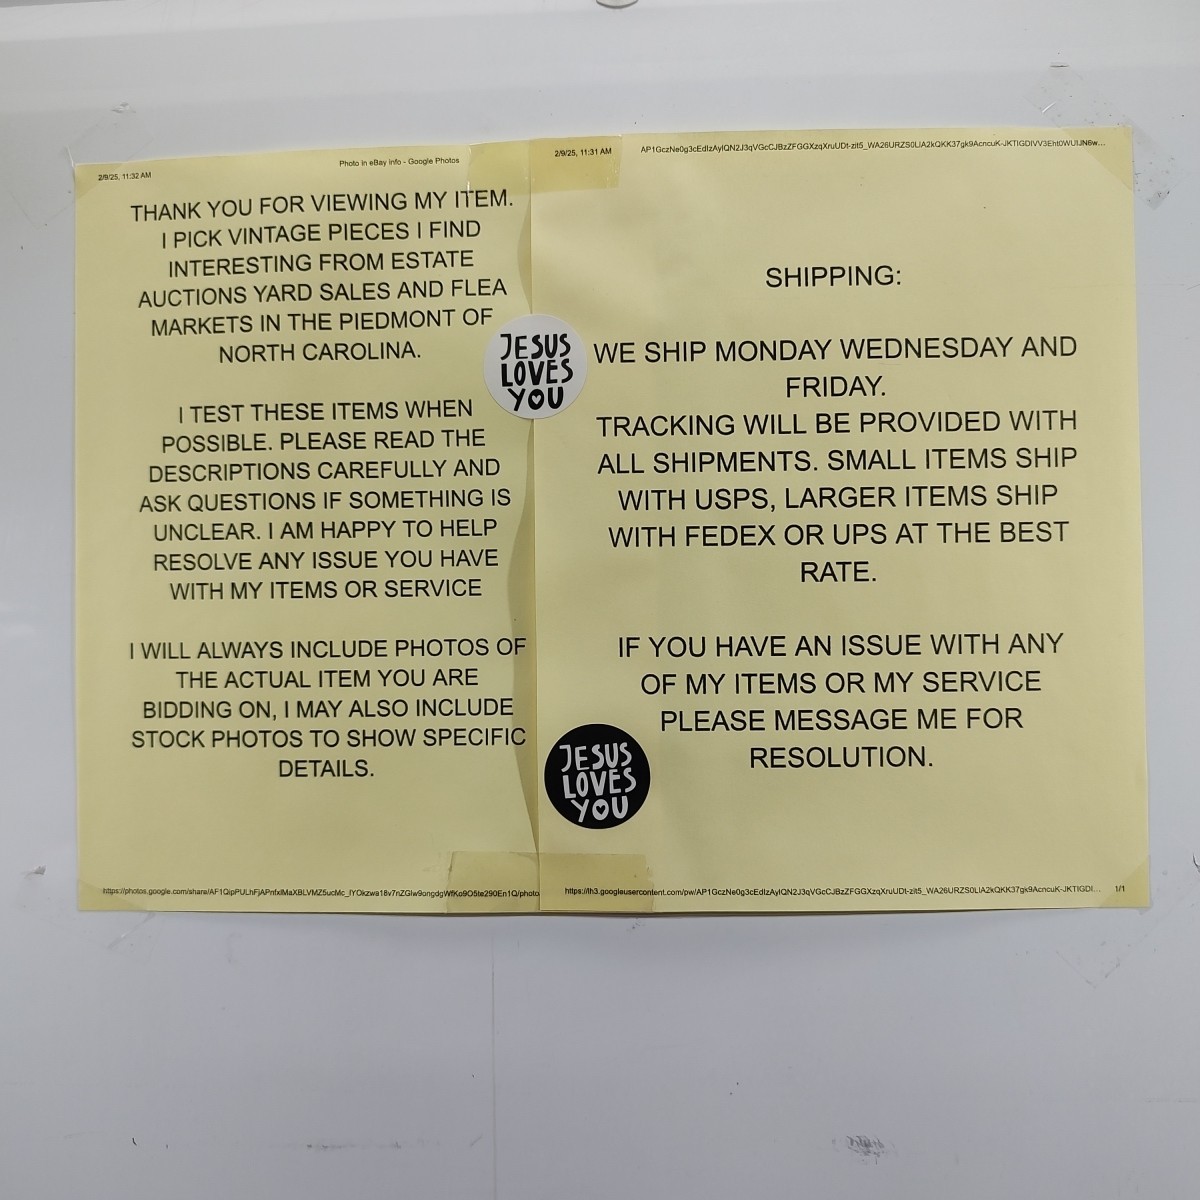 2/9/25, 11:32 AM
Photo in eBay info - Google Photos
THANK YOU FOR VIEWING MY ITEM.
I PICK VINTAGE PIECES I FIND
INTERESTING FROM ESTATE
AUCTIONS YARD SALES AND FLEA
MARKETS IN THE PIEDMONT OF
NORTH CAROLINA.
I TEST THESE ITEMS WHEN
POSSIBLE. PLEASE READ THE
DESCRIPTIONS CAREFULLY AND
ASK QUESTIONS IF SOMETHING IS
UNCLEAR. I AM HAPPY TO HELP
RESOLVE ANY ISSUE YOU HAVE
WITH MY ITEMS OR SERVICE
I WILL ALWAYS INCLUDE PHOTOS OF
THE ACTUAL ITEM YOU ARE
BIDDING ON, I MAY ALSO INCLUDE
STOCK PHOTOS TO SHOW SPECIFIC
DETAILS.
JESUS
LOVES
YOU
2/9/25, 11:31 AM
SHIPPING:
WE SHIP MONDAY WEDNESDAY AND
FRIDAY.
TRACKING WILL BE PROVIDED WITH
ALL SHIPMENTS. SMALL ITEMS SHIP
WITH USPS, LARGER ITEMS SHIP
WITH FEDEX OR UPS AT THE BEST
RATE.
IF YOU HAVE AN ISSUE WITH ANY
OF MY ITEMS OR MY SERVICE
PLEASE MESSAGE ME FOR
RESOLUTION.
JESUS
LOVES
YOU
1/1